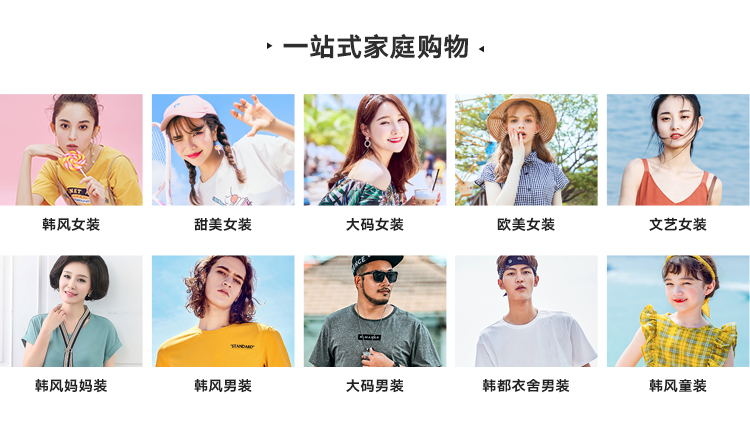 一站式家庭购物
韩风女装
甜美女装
大码女装
欧美女装
文艺女装
韩风妈妈装
韩风男装
大码男装
韩都衣舍男装
韩风童装
"STANDARD"